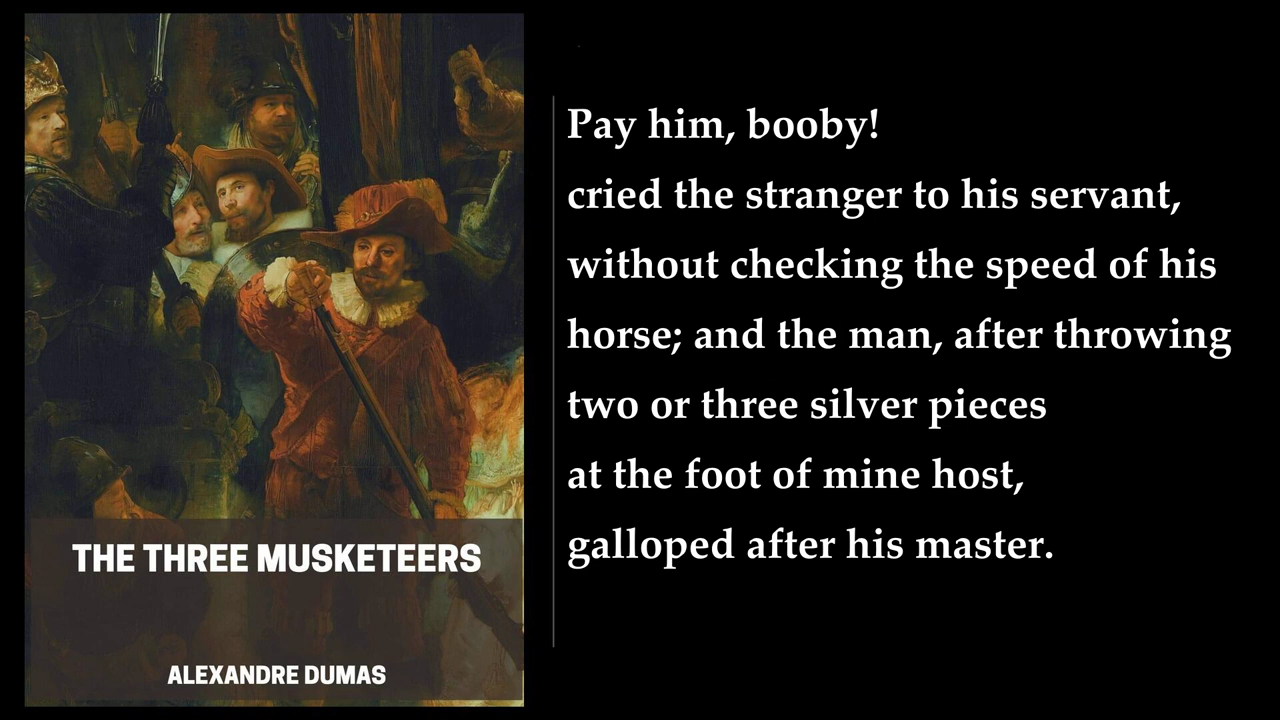 THE THREE MUSKETEERS
ALEXANDRE DUMAS
Pay him, booby!
cried the stranger to his servant,
without checking the speed of his
horse; and the man, after throwing
two or three silver pieces
at the foot of mine host,
galloped after his master.